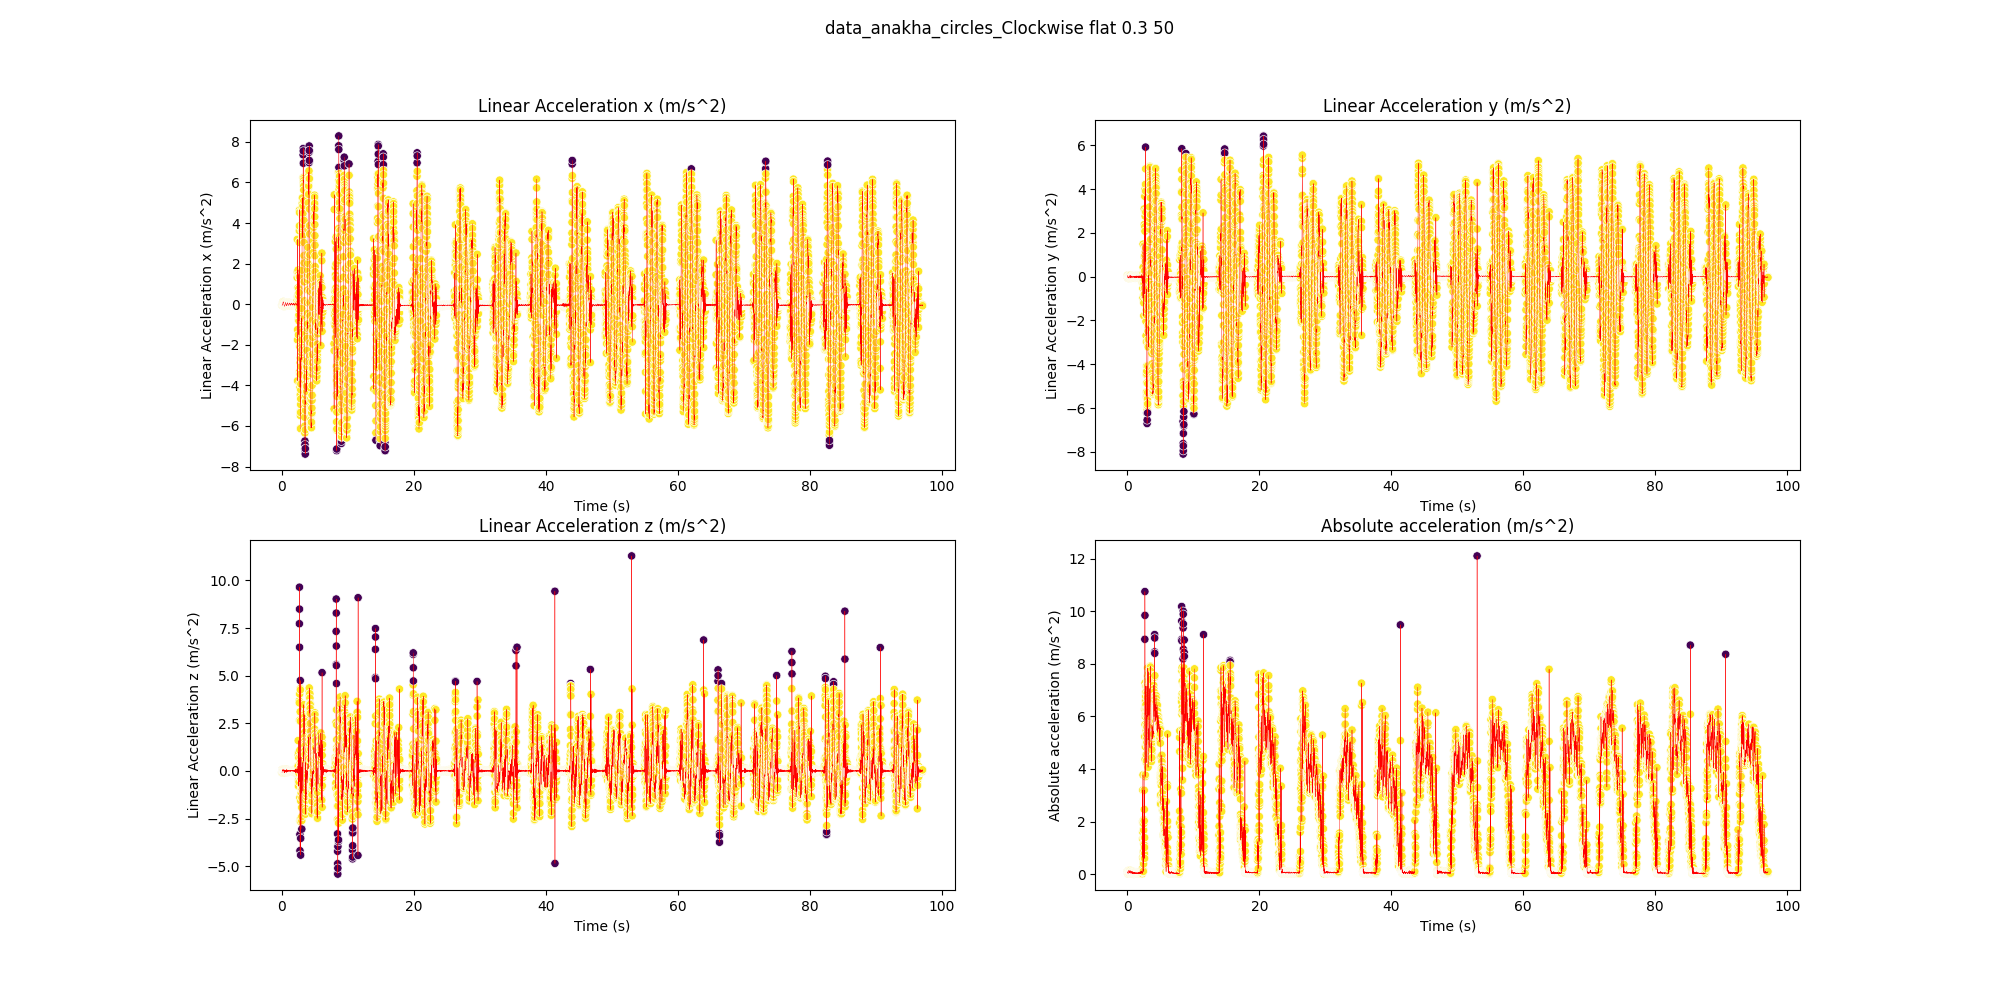 data_anakha_circles_Clockwise flat 0.3 50
Linear Acceleration x (m/s^2)
Linear Acceleration x (m/s^2)
8
6
4
2
0
−2
−4
−6
−8
0 20 40 60 80 100
Time (s)
Linear Acceleration y (m/s^2)
Linear Acceleration y (m/s^2)
6
4
2
0
−2
−4
−6
−8
0 20 40 60 80 100
Time (s)
Linear Acceleration z (m/s^2)
Linear Acceleration z (m/s^2)
10.0
7.5
5.0
2.5
0.0
−2.5
−5.0
0 20 40 60 80 100
Time (s)
Absolute acceleration (m/s^2)
Absolute acceleration (m/s^2)
12
10
8
6
4
2
0
0 20 40 60 80 100
Time (s)